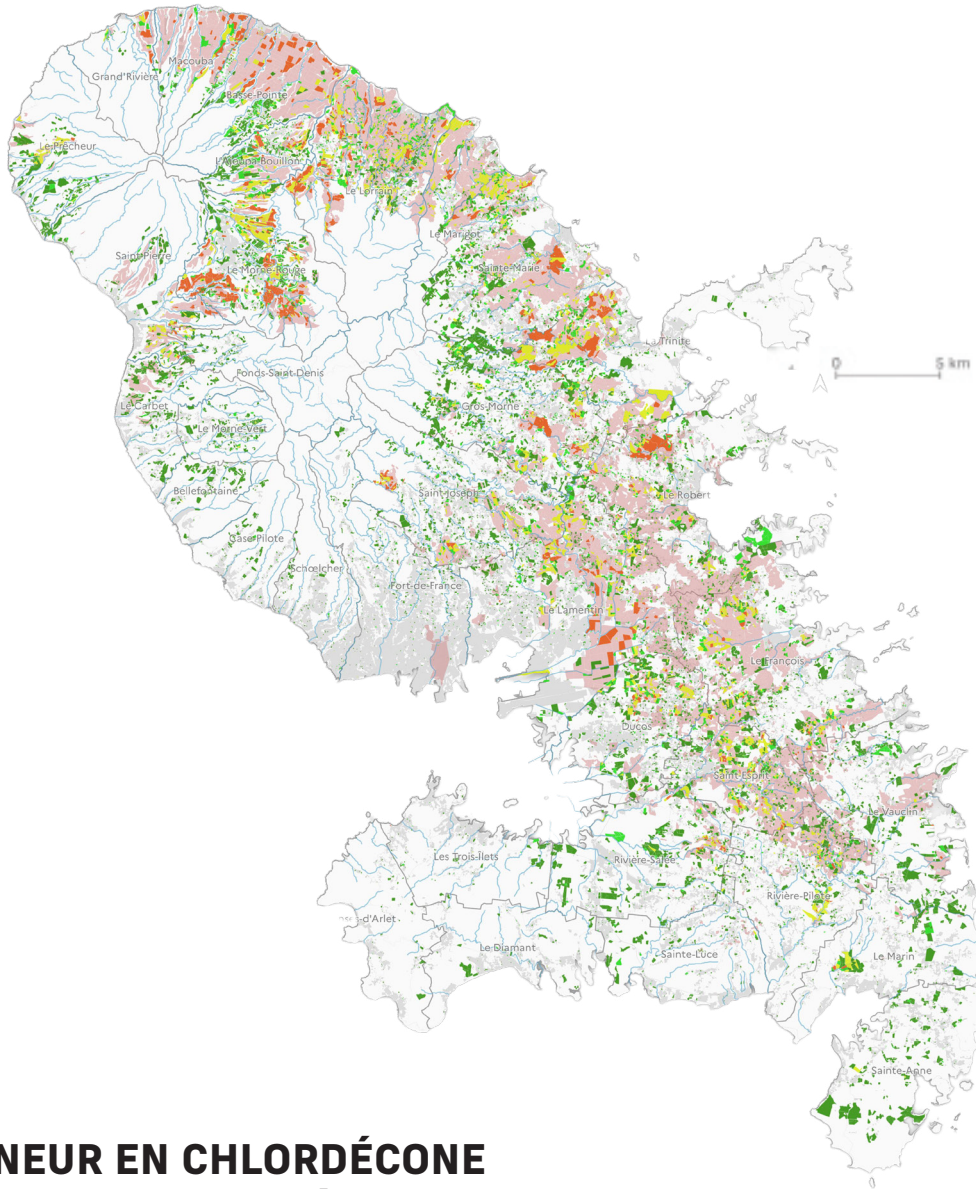 Macouba
Grand'Rivière
Basse-Pointe
Le Prêcheur
L'Ajoupa-Bouillon
Le Lorrain
Le Marigot
Saint-Pierre
Le Morne-Rouge
Sainte-Marie
La Trinité
0 5 km
Fonds-Saint-Denis
Le Carbet
Gros-Morne
Le Morne-Vert
Bellefontaine
Saint-Joseph
Le Robert
Case-Pilote
Schœlcher
Fort-de-France
Le Lamentin
Le François
Ducos
Saint-Esprit
Le Vauclin
Les Trois-Îlets
Rivière-Salée
Rivière-Pilote
-d'Arlet
Le Diamant
Sainte-Luce
Le Marin
Sainte-Anne
NEUR EN CHLORDÉCONE